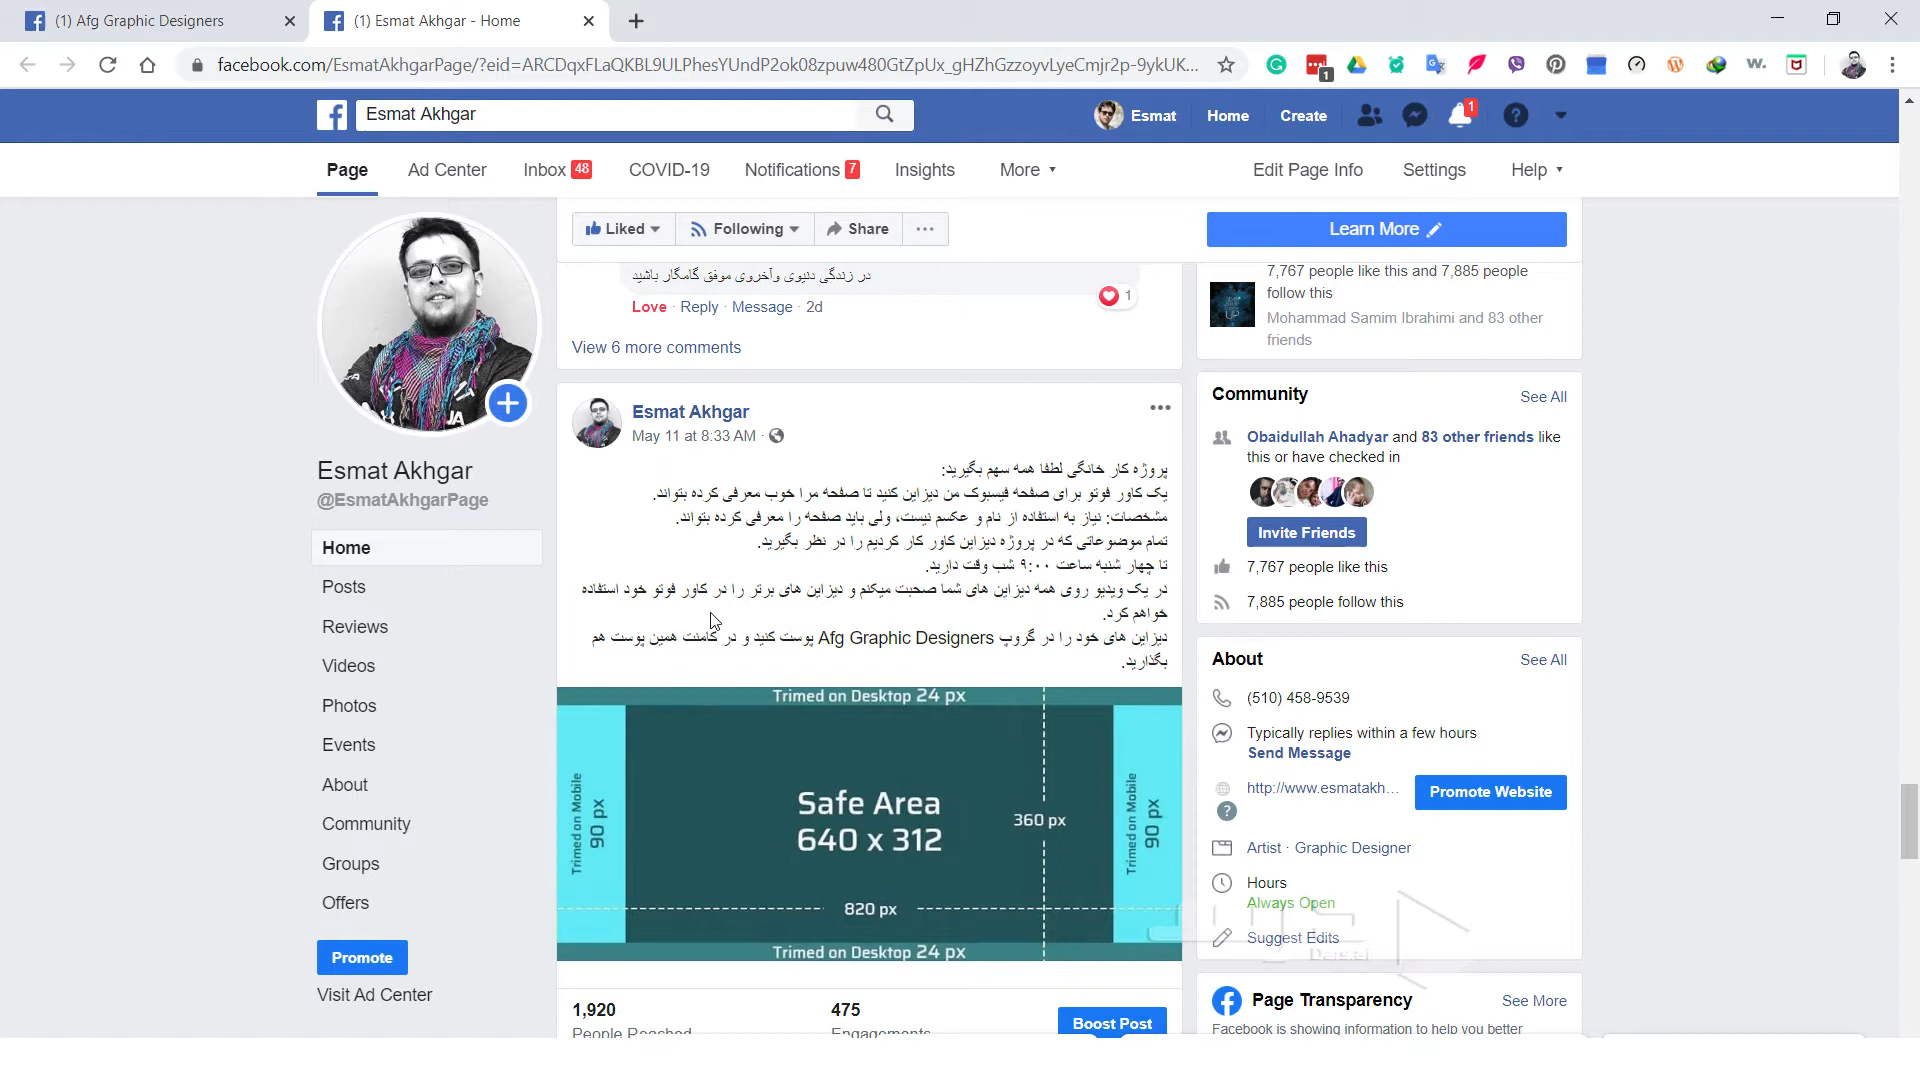 (1) Afg Graphic Designers
(1) Esmat Akhgar - Home
facebook.com/EsmatAkhgarPage/?eid=ARCDqxFLaQKBL9ULPhesYUndP2ok08zpuw480GtZpUx_gHZhGzzoyvLyeCmjr2p-9ykUK...
1
Esmat Akhgar
Esmat
Home
Create
1
Page
Ad Center
Inbox 48
COVID-19
Notifications 7
Insights
More
Edit Page Info
Settings
Help
Liked
Following
Share
Learn More
در زندگی دنیوی وآخروی موفق گامگار باشید
Love · Reply · Message · 2d
1
View 6 more comments
Esmat Akhgar
@EsmatAkhgarPage
Home
Posts
Reviews
Videos
Photos
Events
About
Community
Groups
Offers
Promote
Visit Ad Center
Esmat Akhgar
May 11 at 8:33 AM ·
پروژه کار خانگی لطفا همه سهم بگیرید:
یک کاور فوتو برای صفحه فیسبوک من دیزاین کنید تا صفحه مرا خوب معرفی کرده بتواند.
مشخصات: نیاز به استفاده از نام و عکسم نیست، ولی باید صفحه را معرفی کرده بتواند.
تمام موضوعاتی که در پروژه دیزاین کاور کار کردیم را در نظر بگیرید.
تا چهار شنبه ساعت ۹:۰۰ شب وقت دارید.
در یک ویدیو روی همه دیزاین های شما صحبت میکنم و دیزاین های برتر را در کاور فوتو خود استفاده
خواهم کرد.
دیزاین های خود را در گروپ Afg Graphic Designers پوست کنید و در کامنت همین پوست هم
بگذارید.
Trimed on Desktop 24 px
Trimed on Mobile
90 px
Safe Area
640 x 312
360 px
820 px
Trimed on Mobile
90 px
Trimed on Desktop 24 px
1,920
People Reached
475
Engagements
Boost Post
7,767 people like this and 7,885 people
follow this
Mohammad Samim Ibrahimi and 83 other
friends
Community
See All
Obaidullah Ahadyar and 83 other friends like
this or have checked in
Invite Friends
7,767 people like this
7,885 people follow this
About
See All
(510) 458-9539
Typically replies within a few hours
Send Message
http://www.esmatakh...
Promote Website
Artist · Graphic Designer
Hours
Always Open
Suggest Edits
Page Transparency
See More
Facebook is showing information to help you better